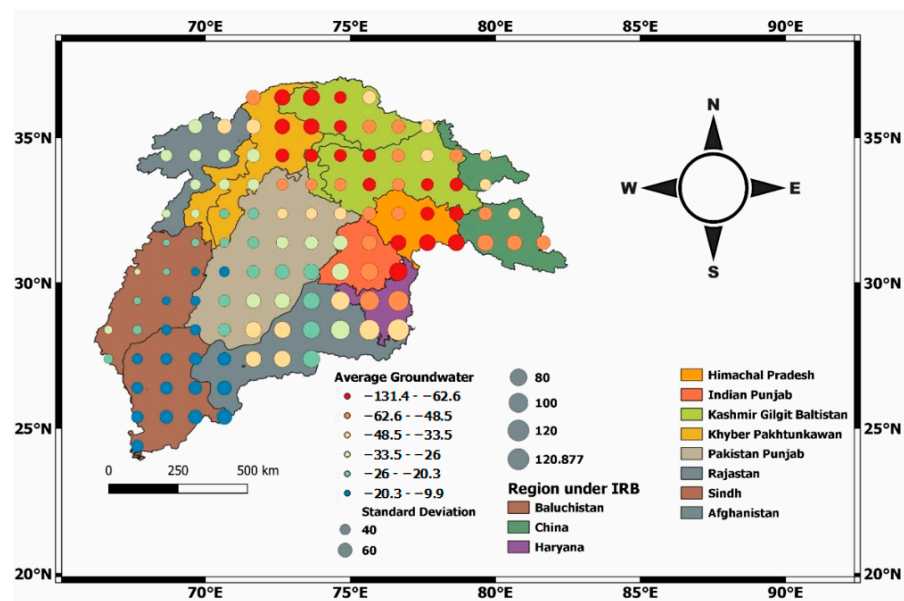 70°E 75°E 80°E 85°E 90°E
35°N
30°N
25°N
20°N
35°N
30°N
25°N
20°N
N
W E
S
Average Groundwater
−131.4 - −62.6
−62.6 - −48.5
−48.5 - −33.5
−33.5 - −26
−26 - −20.3
−20.3 - −9.9
Standard Deviation
40
60
80
100
120
120.877
Region under IRB
Baluchistan
China
Haryana
Himachal Pradesh
Indian Punjab
Kashmir Gilgit Baltistan
Khyber Pakhtunkawan
Pakistan Punjab
Rajastan
Sindh
Afghanistan
0 250 500 km
70°E 75°E 80°E 85°E 90°E